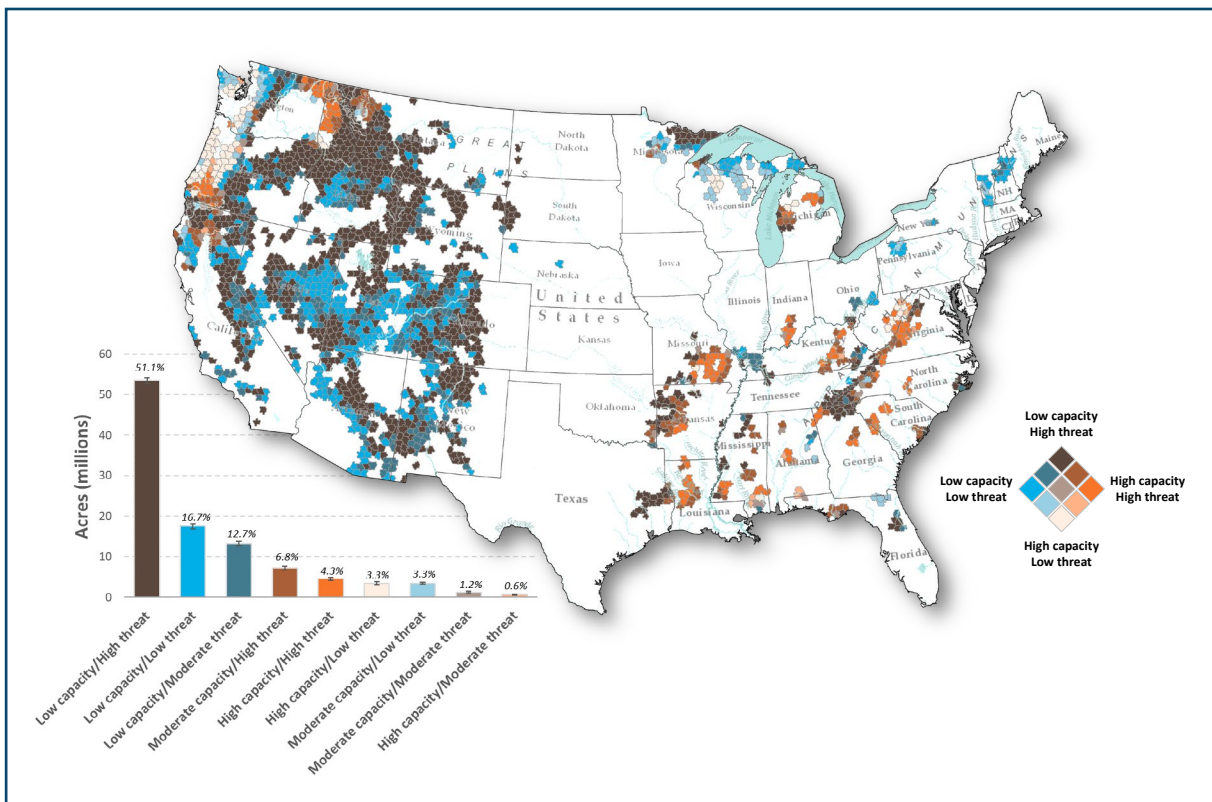 GREAT
PLAINS
North
Dakota
South
Dakota
Wyoming
Nebraska
United
States
Kansas
Iowa
Wisconsin
Michigan
Illinois
Indiana
Ohio
Missouri
Tennessee
Oklahoma
Texas
Louisiana
Mississippi
Alabama
Georgia
Florida
North
Carolina
South
Carolina
Pennsylvania
Maine
NH
MA
Acres (millions)
60
50
40
30
20
10
0
51.1%
16.7%
12.7%
6.8%
4.3%
3.3%
3.3%
1.2%
0.6%
Low capacity/High threat
Low capacity/Low threat
Low capacity/Moderate threat
Moderate capacity/High threat
High capacity/High threat
High capacity/Low threat
Moderate capacity/Low threat
Moderate capacity/Moderate threat
High capacity/Moderate threat
Low capacity
High threat
Low capacity
Low threat
High capacity
High threat
High capacity
Low threat